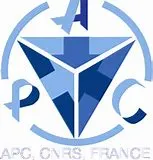 A
P C
APC, CNRS, FRANCE